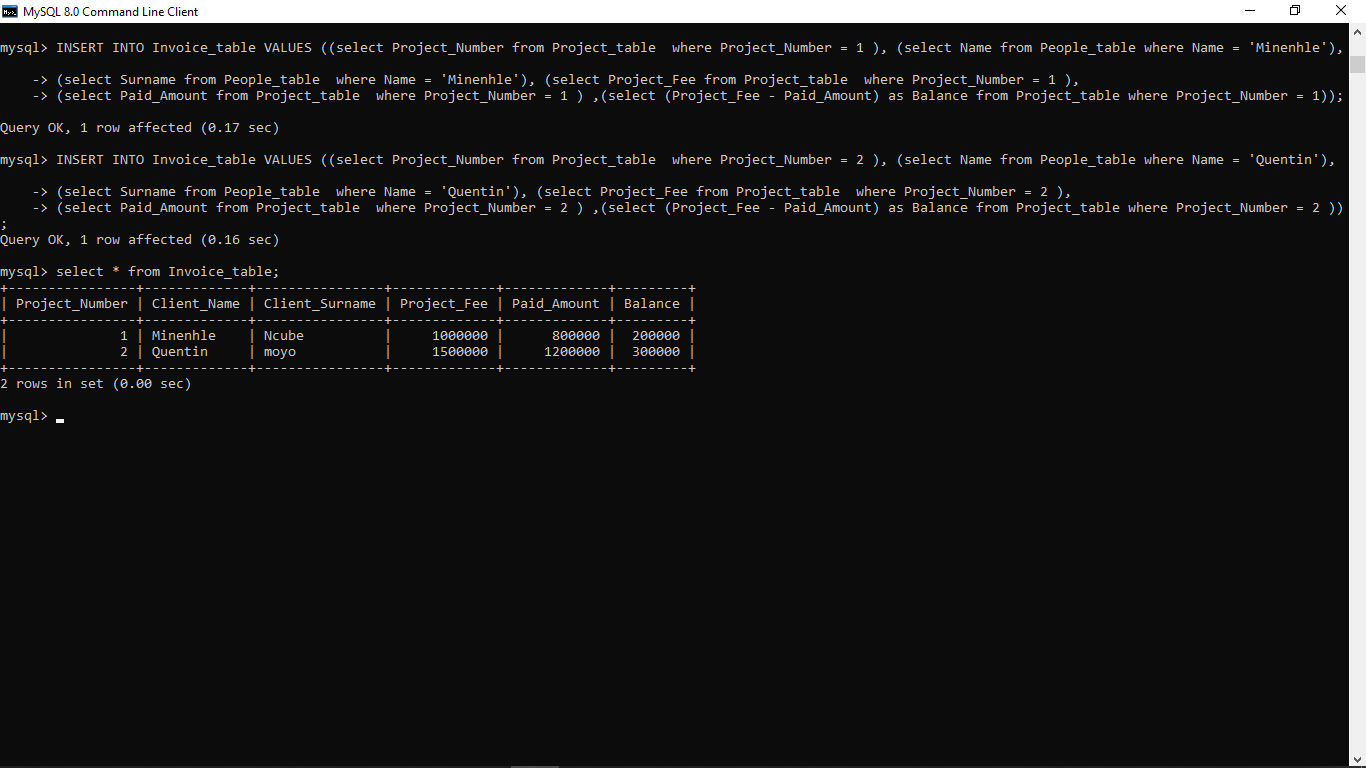 MySQL 8.0 Command Line Client
mysql> INSERT INTO Invoice_table VALUES ((select Project_Number from Project_table  where Project_Number = 1 ), (select Name from People_table where Name = 'Minenhle'),
    -> (select Surname from People_table  where Name = 'Minenhle'), (select Project_Fee from Project_table  where Project_Number = 1 ),
    -> (select Paid_Amount from Project_table  where Project_Number = 1 ) ,(select (Project_Fee - Paid_Amount) as Balance from Project_table where Project_Number = 1));
Query OK, 1 row affected (0.17 sec)
mysql> INSERT INTO Invoice_table VALUES ((select Project_Number from Project_table  where Project_Number = 2 ), (select Name from People_table where Name = 'Quentin'),
    -> (select Surname from People_table  where Name = 'Quentin'), (select Project_Fee from Project_table  where Project_Number = 2 ),
    -> (select Paid_Amount from Project_table  where Project_Number = 2 ) ,(select (Project_Fee - Paid_Amount) as Balance from Project_table where Project_Number = 2 ))
;
Query OK, 1 row affected (0.16 sec)
mysql> select * from Invoice_table;
+----------------+-------------+----------------+-------------+-------------+---------+
| Project_Number | Client_Name | Client_Surname | Project_Fee | Paid_Amount | Balance |
+----------------+-------------+----------------+-------------+-------------+---------+
|              1 | Minenhle    | Ncube          |     1000000 |      800000 |  200000 |
|              2 | Quentin     | moyo           |     1500000 |     1200000 |  300000 |
+----------------+-------------+----------------+-------------+-------------+---------+
2 rows in set (0.00 sec)
mysql>